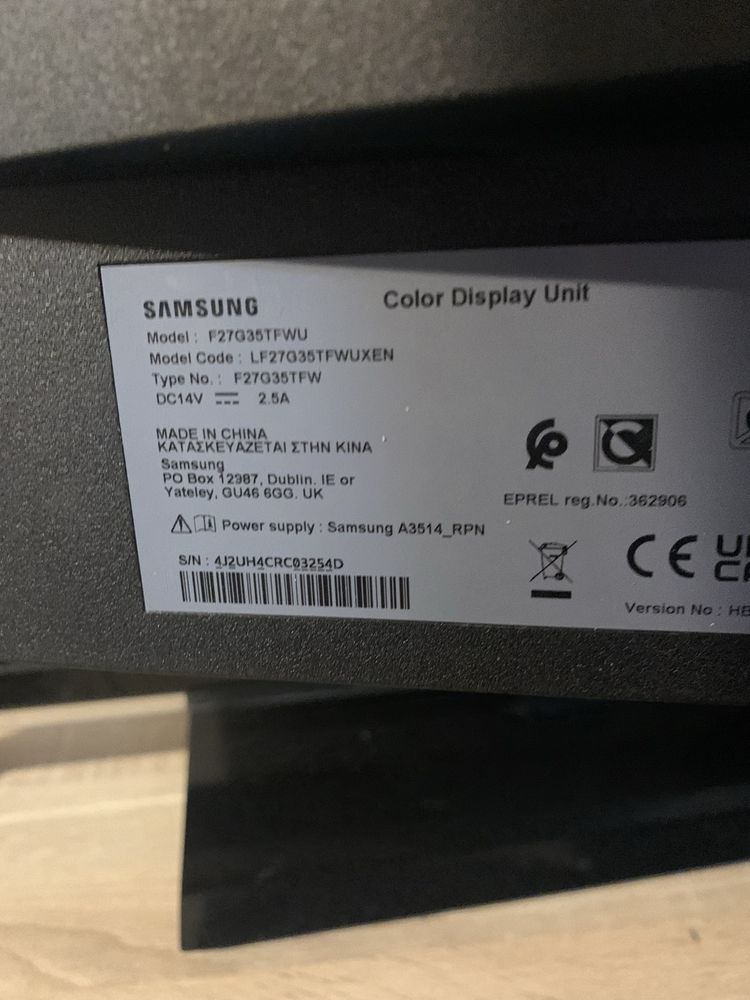 SAMSUNG
Color Display Unit
Model : F27G35TFWU
Model Code : LF27G35TFWUXEN
Type No. : F27G35TFW
DC14V 2.5A
MADE IN CHINA
ΚΑΤΑΣΚΕΥΑΖΕΤΑΙ ΣΤΗΝ ΚΙΝΑ
Samsung
PO Box 12987, Dublin. IE or
Yateley, GU46 6GG. UK
EPREL reg.No.:362906
Power supply : Samsung A3514_RPN
S/N : 4J2UH4CRC03254D
CE
Version No :